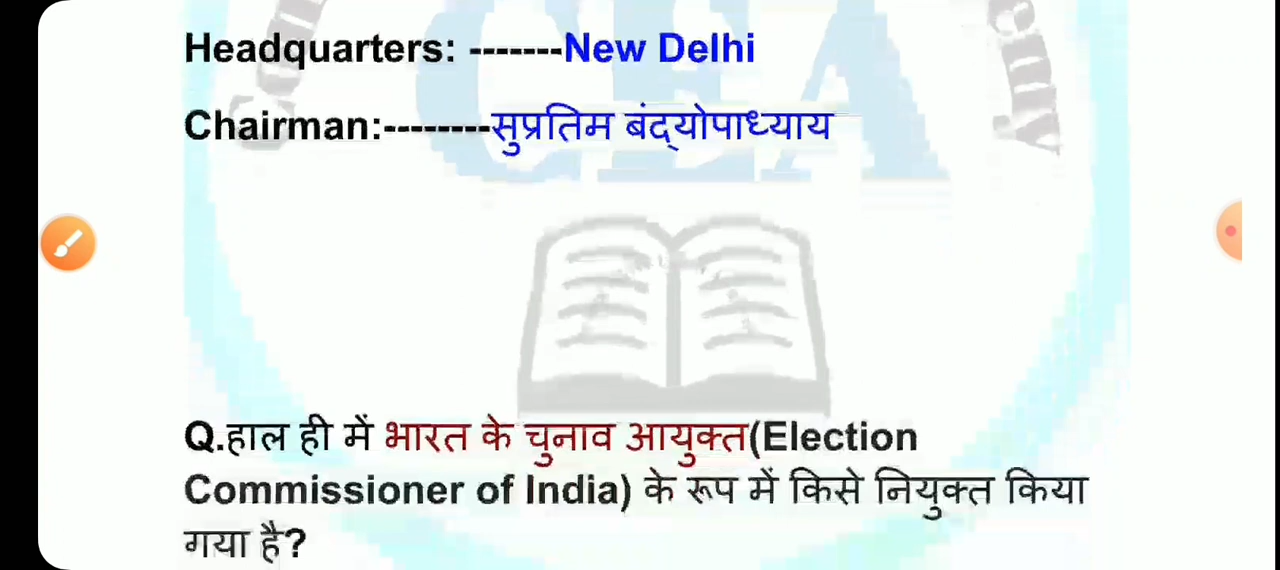 Headquarters: -------New Delhi
Chairman:--------सुप्रतिम बंद्योपाध्याय
Q.हाल ही में भारत के चुनाव आयुक्त(Election
Commissioner of India) के रूप में किसे नियुक्त किया
गया है?